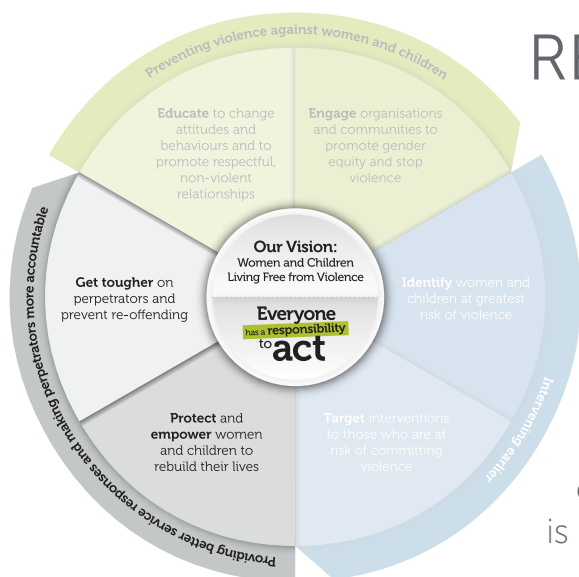 RE
Preventing violence against women and children
Educate to change
attitudes and
behaviours and to
promote respectful,
non-violent
relationships
Engage organisations
and communities to
promote gender
equity and stop
violence
Get tougher on
perpetrators and
prevent re-offending
Our Vision:
Women and Children
Living Free from Violence
Everyone
has a responsibility
to act
Identify women and
children at greatest
risk of violence
Protect and
empower women
and children to
rebuild their lives
Target interventions
to those who are at
risk of committing
violence
Intervening earlier
Providing better service responses and making perpetrators more accountable
is